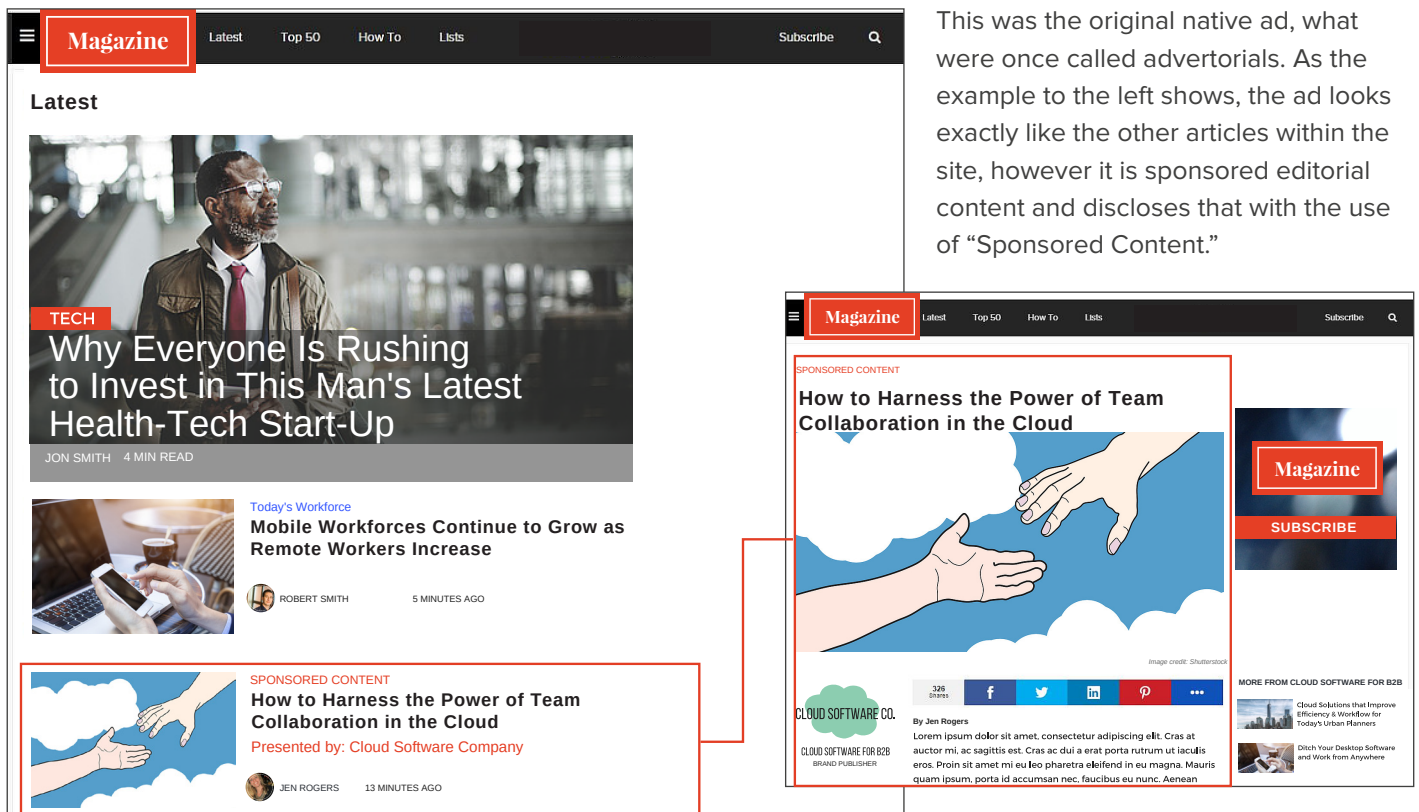 Magazine
Latest
Top 50
How To
Lists
Subscribe
Latest
TECH
Why Everyone Is Rushing
to Invest in This Man's Latest
Health-Tech Start-Up
JON SMITH 4 MIN READ
Today's Workforce
Mobile Workforces Continue to Grow as
Remote Workers Increase
ROBERT SMITH 5 MINUTES AGO
SPONSORED CONTENT
How to Harness the Power of Team
Collaboration in the Cloud
Presented by: Cloud Software Company
JEN ROGERS 13 MINUTES AGO
This was the original native ad, what
were once called advertorials. As the
example to the left shows, the ad looks
exactly like the other articles within the
site, however it is sponsored editorial
content and discloses that with the use
of “Sponsored Content.”
Magazine
Latest
Top 50
How To
Lists
Subscribe
SPONSORED CONTENT
How to Harness the Power of Team
Collaboration in the Cloud
Image credit: Shutterstock
Magazine
SUBSCRIBE
CLOUD SOFTWARE CO.
CLOUD SOFTWARE FOR B2B
BRAND PUBLISHER
326
Shares
By Jen Rogers
Lorem ipsum dolor sit amet, consectetur adipiscing elit. Cras at
auctor mi, ac sagittis est. Cras ac dui a erat porta rutrum ut iaculis
eros. Proin sit amet mi eu leo pharetra eleifend in eu magna. Mauris
quam ipsum, porta id accumsan nec, faucibus eu nunc. Aenean
MORE FROM CLOUD SOFTWARE FOR B2B
Cloud Solutions that Improve
Efficiency & Workflow for
Today's Urban Planners
Ditch Your Desktop Software
and Work from Anywhere